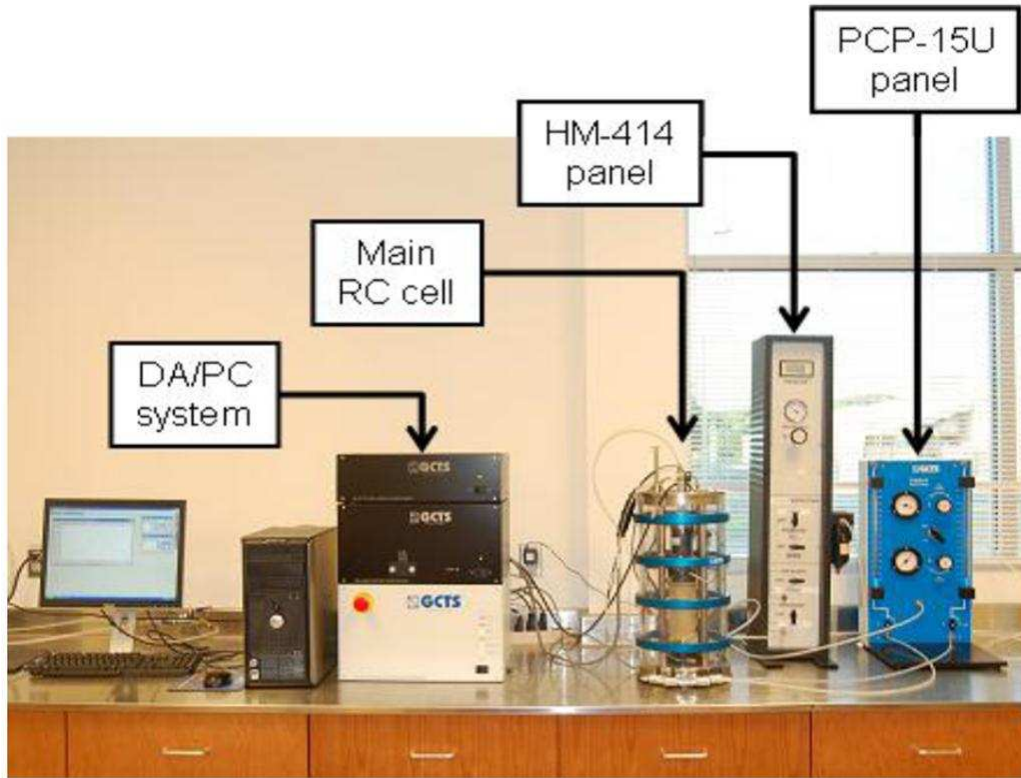 PCP-15U
panel
HM-414
panel
Main
RC cell
DA/PC
system
GCTS
GCTS
GCTS
GCTS